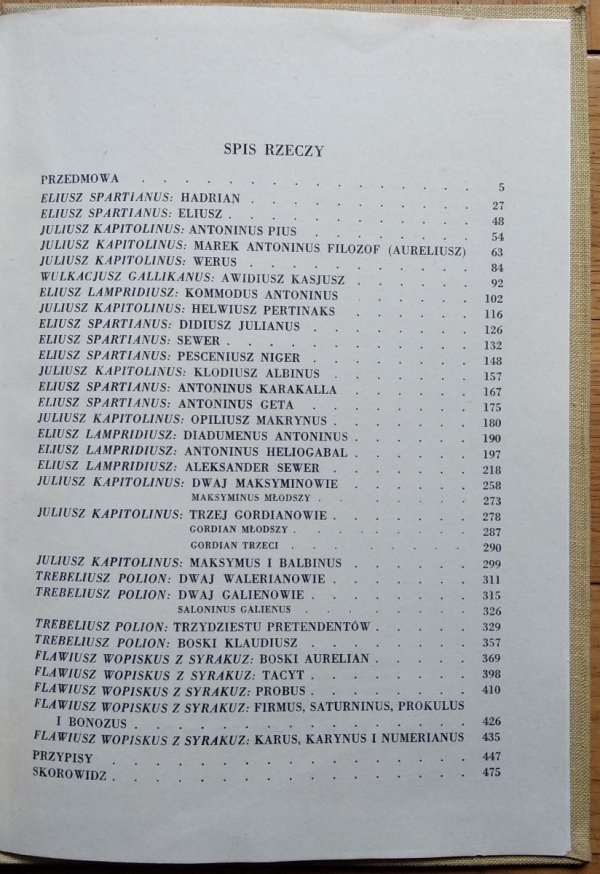 SPIS RZECZY
PRZEDMOWA . . . . . . . . . . . . . . 5
ELIUSZ SPARTIANUS: HADRIAN . . . . . . . . . 27
ELIUSZ SPARTIANUS: ELIUSZ . . . . . . . . . . 48
JULIUSZ KAPITOLINUS: ANTONINUS PIUS . . . . . . 54
JULIUSZ KAPITOLINUS: MAREK ANTONINUS FILOZOF (AURELIUSZ) 63
JULIUSZ KAPITOLINUS: WERUS . . . . . . . . . 84
WULKACJUSZ GALLIKANUS: AWIDIUSZ KASJUSZ . . . . . 92
ELIUSZ LAMPRIDIUSZ: KOMMODUS ANTONINUS . . . . . 102
JULIUSZ KAPITOLINUS: HELWIUSZ PERTINAKS . . . . . 116
ELIUSZ SPARTIANUS: DIDIUSZ JULIANUS . . . . . . 126
ELIUSZ SPARTIANUS: SEWER . . . . . . . . . . 132
ELIUSZ SPARTIANUS: PESCENIUSZ NIGER . . . . . . 148
JULIUSZ KAPITOLINUS: KLODIUSZ ALBINUS . . . . . 157
ELIUSZ SPARTIANUS: ANTONINUS KARAKALLA . . . . . 167
ELIUSZ SPARTIANUS: ANTONINUS GETA . . . . . . 175
JULIUSZ KAPITOLINUS: OPILIUSZ MAKRYNUS . . . . . 180
ELIUSZ LAMPRIDIUSZ: DIADUMENUS ANTONINUS . . . . . 190
ELIUSZ LAMPRIDIUSZ: ANTONINUS HELIOGABAL . . . . . 197
ELIUSZ LAMPRIDIUSZ: ALEKSANDER SEWER . . . . . 218
JULIUSZ KAPITOLINUS: DWAJ MAKSYMINOWIE . . . . . 258
MAKSYMINUS MŁODSZY . . . . . . 273
JULIUSZ KAPITOLINUS: TRZEJ GORDIANOWIE . . . . . 278
GORDIAN MŁODSZY . . . . . . . 287
GORDIAN TRZECI . . . . . . . 290
JULIUSZ KAPITOLINUS: MAKSYMUS I BALBINUS . . . . . 299
TREBELIUSZ POLION: DWAJ WALERIANOWIE . . . . . 311
TREBELIUSZ POLION: DWAJ GALIENOWIE . . . . . . 315
SALONINUS GALIENUS . . . . . . 326
TREBELIUSZ POLION: TRZYDZIESTU PRETENDENTÓW . . . . 329
TREBELIUSZ POLION: BOSKI KLAUDIUSZ . . . . . . 357
FLAWIUSZ WOPISKUS Z SYRAKUZ: BOSKI AURELIAN . . . . 369
FLAWIUSZ WOPISKUS Z SYRAKUZ: TACYT . . . . . . 398
FLAWIUSZ WOPISKUS Z SYRAKUZ: PROBUS . . . . . . 410
FLAWIUSZ WOPISKUS Z SYRAKUZ: FIRMUS, SATURNINUS, PROKULUS
I BONOZUS . . . . . . . . . . . . 426
FLAWIUSZ WOPISKUS Z SYRAKUZ: KARUS, KARYNUS I NUMERIANUS 435
PRZYPISY . . . . . . . . . . . . . 447
SKOROWIDZ . . . . . . . . . . . . . 475